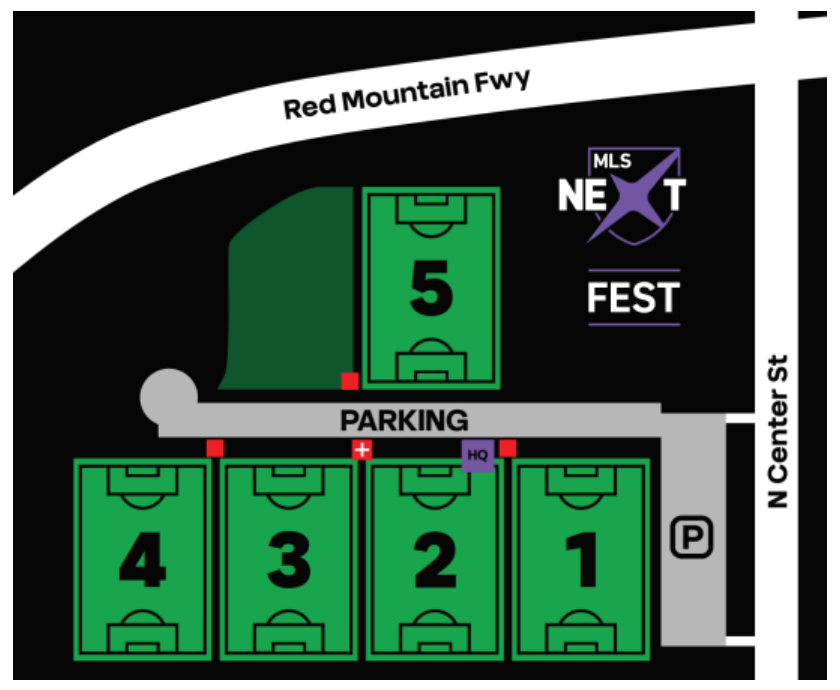 Red Mountain Fwy
MLS
NEXT
FEST
5
PARKING
HQ
4
3
2
1
P
N Center St